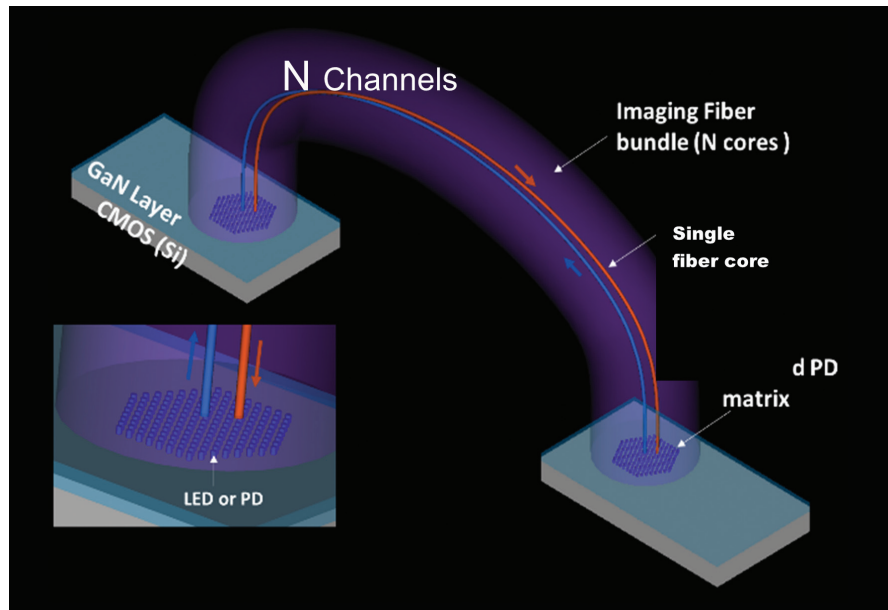 N Channels
Imaging Fiber
bundle (N cores )
GaN Layer
CMOS (Si)
Single
fiber core
d PD
matrix
LED or PD